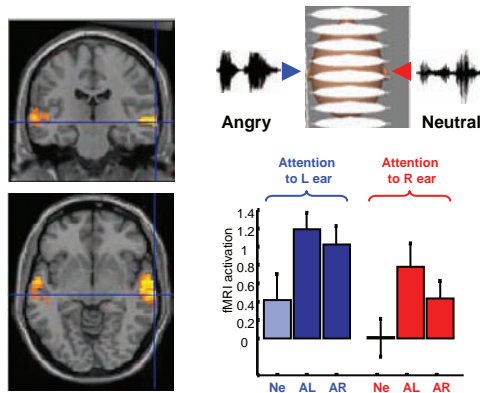 Angry
Neutral
Attention
to L ear
Attention
to R ear
fMRI activation
1.4
1.2
1
0.8
0.6
0.4
0.2
0
Ne AL AR Ne AL AR